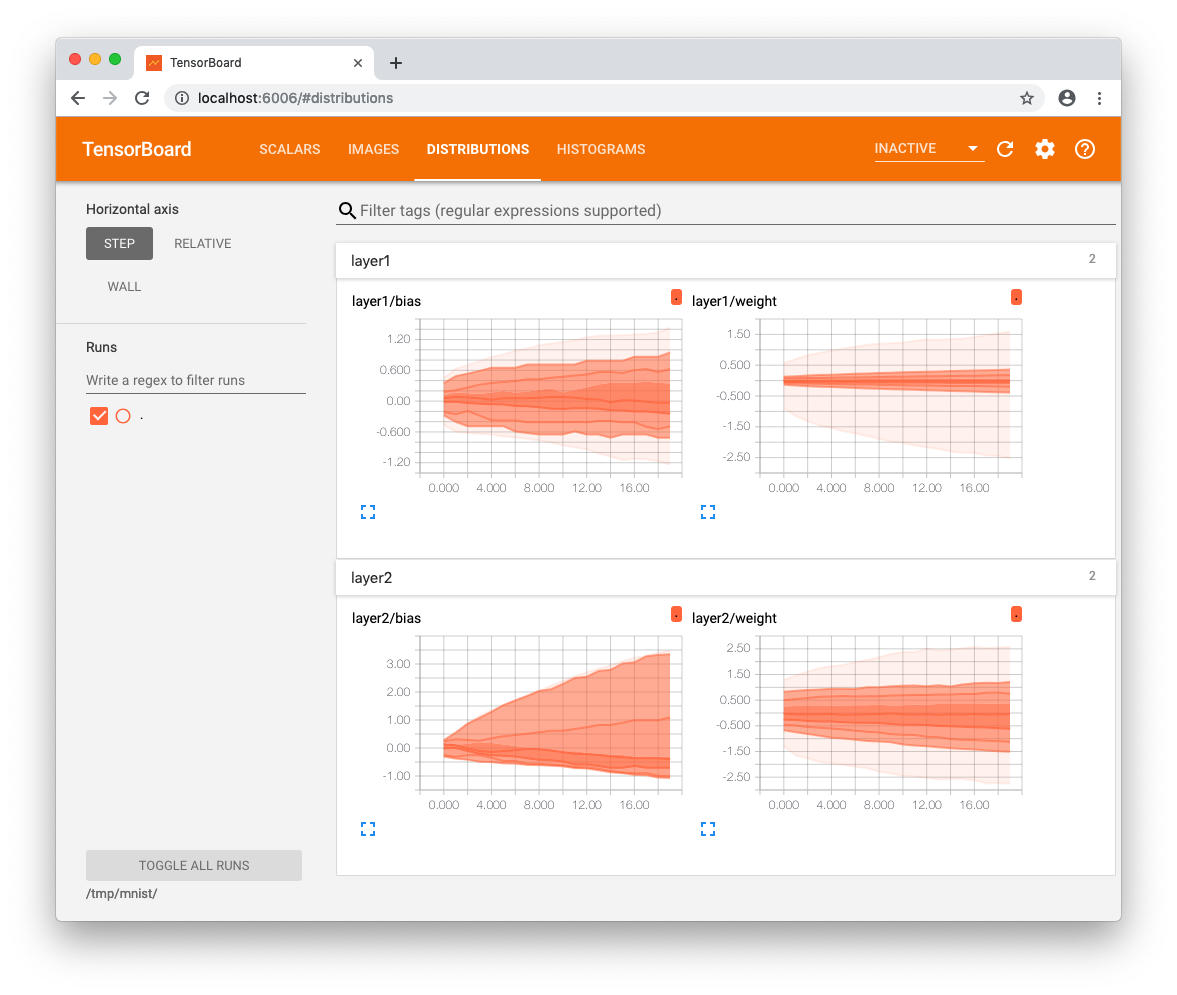 TensorBoard
localhost:6006/#distributions
TensorBoard SCALARS IMAGES DISTRIBUTIONS HISTOGRAMS INACTIVE
Horizontal axis
STEP RELATIVE
WALL
Runs
Write a regex to filter runs
.
TOGGLE ALL RUNS
/tmp/mnist/
Filter tags (regular expressions supported)
layer1 2
layer1/bias .
1.20
0.600
0.00
-0.600
-1.20
0.000 4.000 8.000 12.00 16.00
layer1/weight .
1.50
0.500
-0.500
-1.50
-2.50
0.000 4.000 8.000 12.00 16.00
layer2 2
layer2/bias .
3.00
2.00
1.00
0.00
-1.00
0.000 4.000 8.000 12.00 16.00
layer2/weight .
2.50
1.50
0.500
-0.500
-1.50
-2.50
0.000 4.000 8.000 12.00 16.00